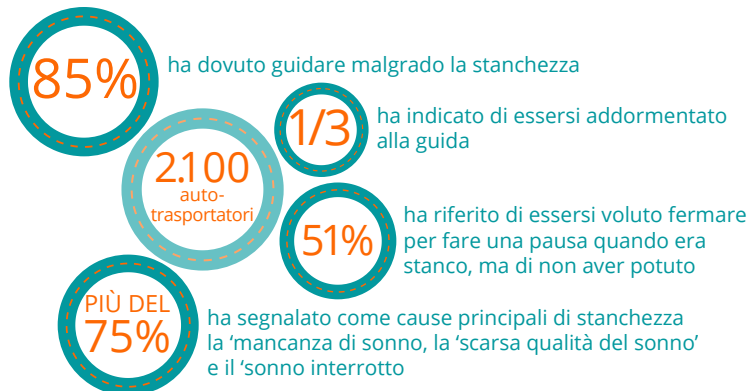 85%
ha dovuto guidare malgrado la stanchezza
1/3
ha indicato di essersi addormentato
alla guida
2.100
auto-
trasportatori
51%
ha riferito di essersi voluto fermare
per fare una pausa quando era
stanco, ma di non aver potuto
PIÙ DEL
75%
ha segnalato come cause principali di stanchezza
la ‘mancanza di sonno, la ‘scarsa qualità del sonno’
e il ‘sonno interrotto